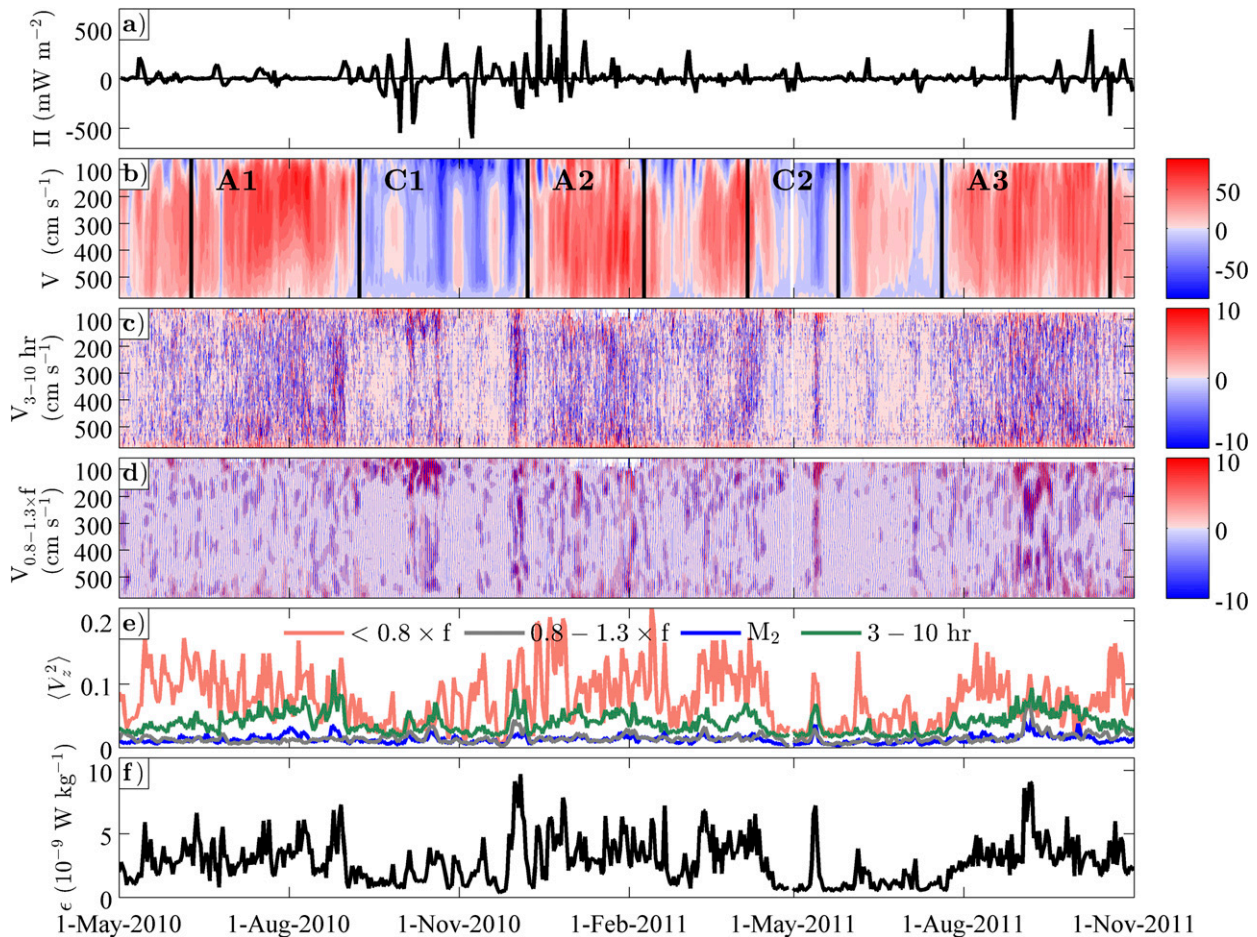 a)
500
0
-500
Π (mW m⁻²)
b)
A1
C1
A2
C2
A3
100
200
300
400
500
V (cm s⁻¹)
50
0
-50
c)
100
200
300
400
500
V₃₋₁₀ hr
(cm s⁻¹)
10
0
-10
d)
100
200
300
400
500
V₀.₈₋₁.₃×f
(cm s⁻¹)
10
0
-10
e)
< 0.8 × f
0.8 − 1.3 × f
M₂
3 − 10 hr
0.2
0.1
0
⟨V_z²⟩
f)
10
5
0
ϵ (10⁻⁹ W kg⁻¹)
1-May-2010
1-Aug-2010
1-Nov-2010
1-Feb-2011
1-May-2011
1-Aug-2011
1-Nov-2011